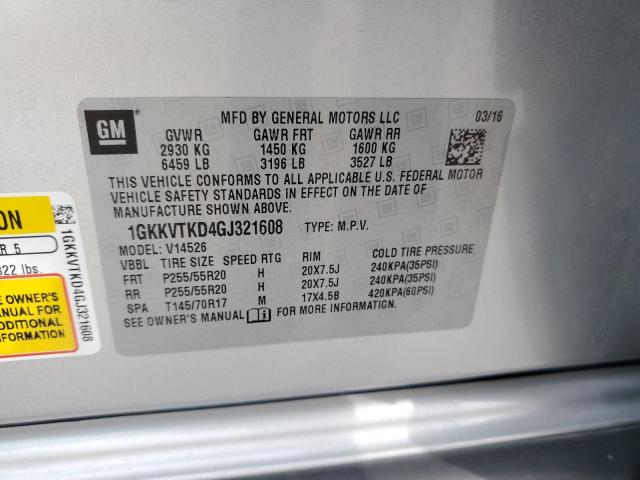 GM
MFD BY GENERAL MOTORS LLC 03/16
GVWR GAWR FRT GAWR RR
2930 KG 1450 KG 1600 KG
6459 LB 3196 LB 3527 LB
THIS VEHICLE CONFORMS TO ALL APPLICABLE U.S. FEDERAL MOTOR
VEHICLE SAFETY STANDARDS IN EFFECT ON THE DATE OF
MANUFACTURE SHOWN ABOVE.
1GKKVTKD4GJ321608 TYPE: M.P.V.
MODEL: V14526
VBBL TIRE SIZE SPEED RTG RIM COLD TIRE PRESSURE
FRT P255/55R20 H 20X7.5J 240KPA(35PSI)
RR P255/55R20 H 20X7.5J 240KPA(35PSI)
SPA T145/70R17 M 17X4.5B 420KPA(60PSI)
SEE OWNER'S MANUAL FOR MORE INFORMATION.
ON
R 5
322 lbs.
E OWNER'S
ANUAL FOR
DDITIONAL
ORMATION
1GKKVTKD4GJ321608